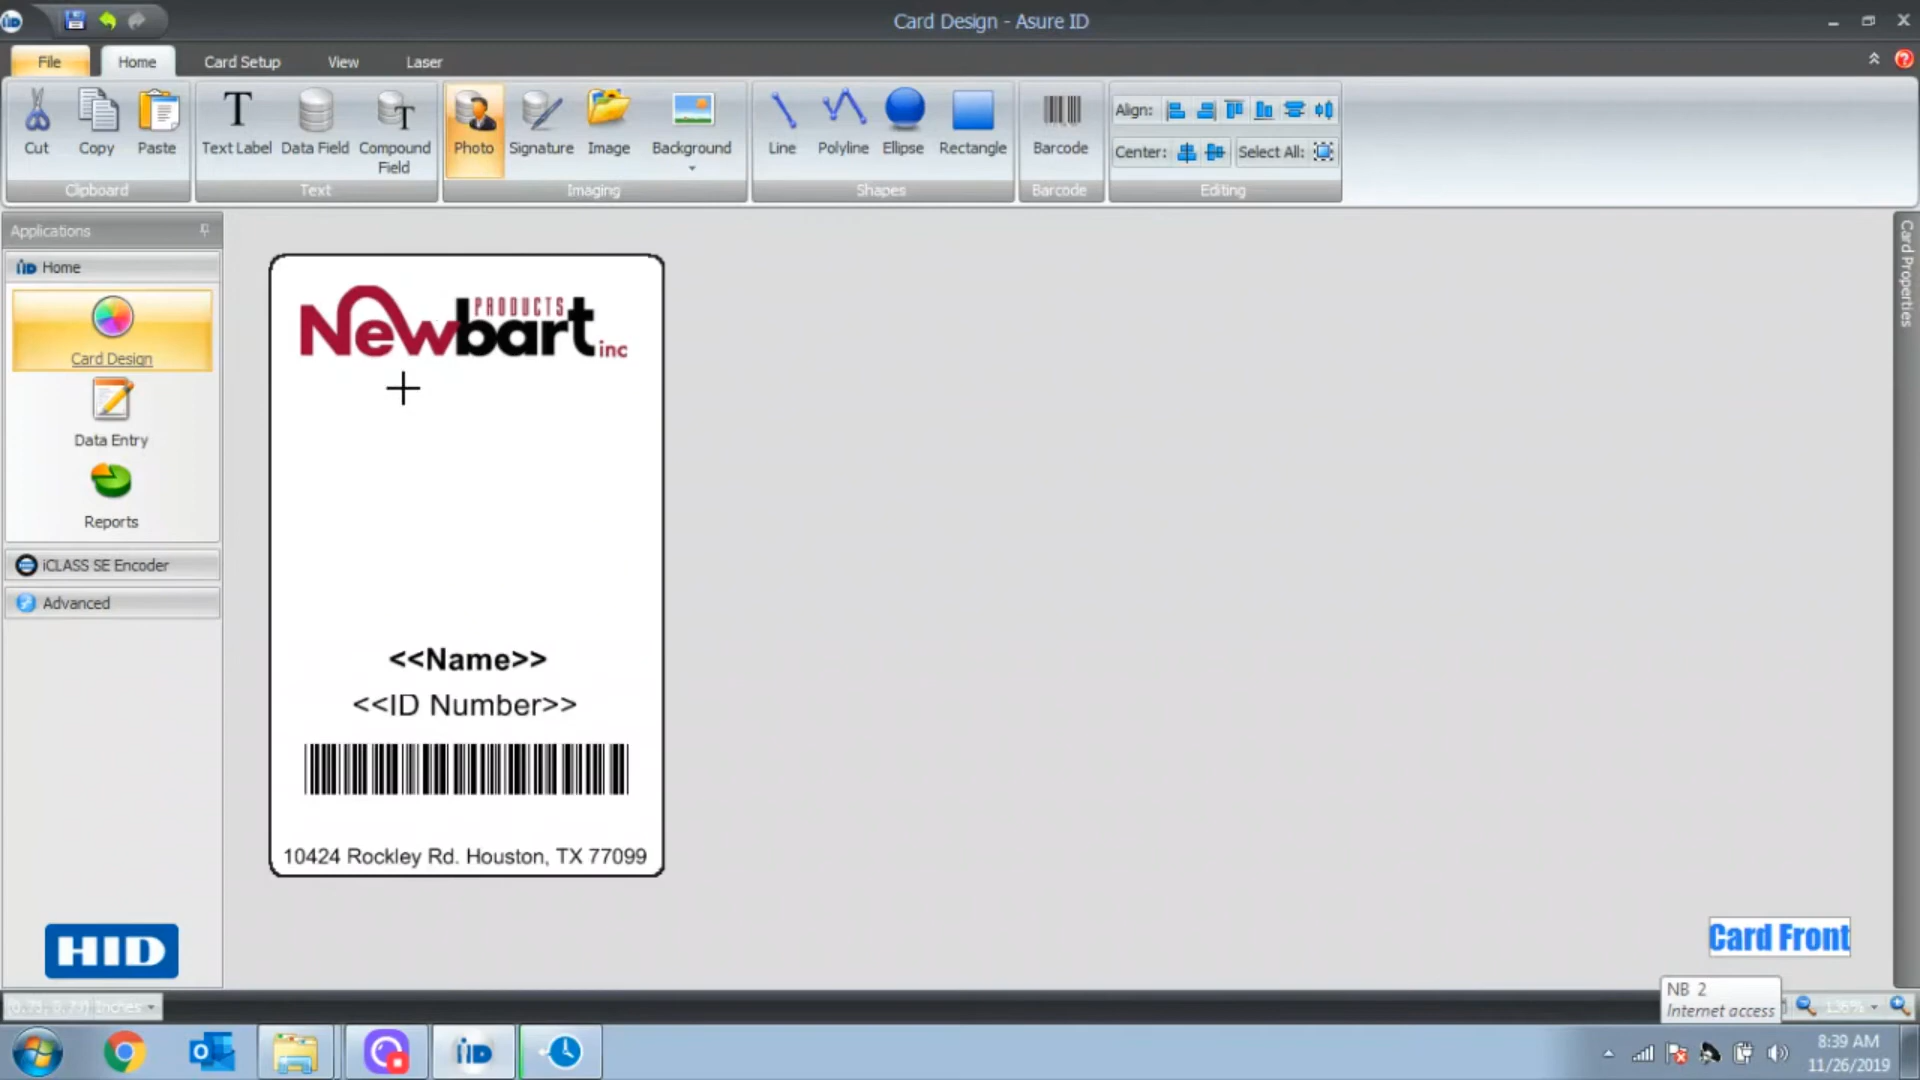 Card Design - Asure ID
File Home Card Setup View Laser
Cut Copy Paste Text Label Data Field Compound Field Photo Signature Image Background Line Polyline Ellipse Rectangle Barcode
Align:
Center: Select All:
Clipboard Text Imaging Shapes Barcode Editing
Applications
Home
Card Design
Data Entry
Reports
iCLASS SE Encoder
Advanced
HID
Card Properties
Newbart PRODUCTS inc
<<Name>>
<<ID Number>>
10424 Rockley Rd. Houston, TX 77099
Card Front
NB 2
Internet access
Inches
8:39 AM
11/26/2019